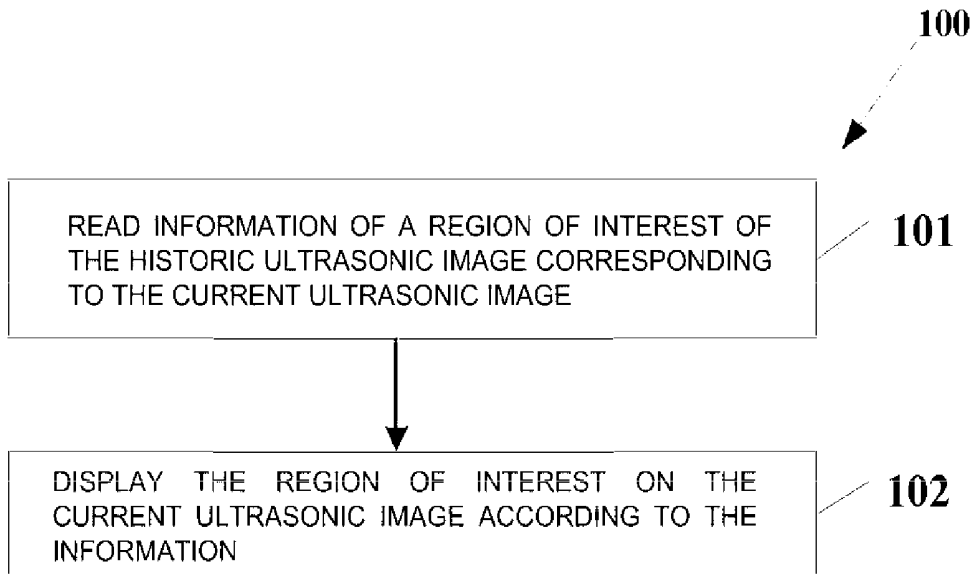 100
READ INFORMATION OF A REGION OF INTEREST OF
THE HISTORIC ULTRASONIC IMAGE CORRESPONDING
TO THE CURRENT ULTRASONIC IMAGE
101
DISPLAY THE REGION OF INTEREST ON THE
CURRENT ULTRASONIC IMAGE ACCORDING TO THE
INFORMATION
102